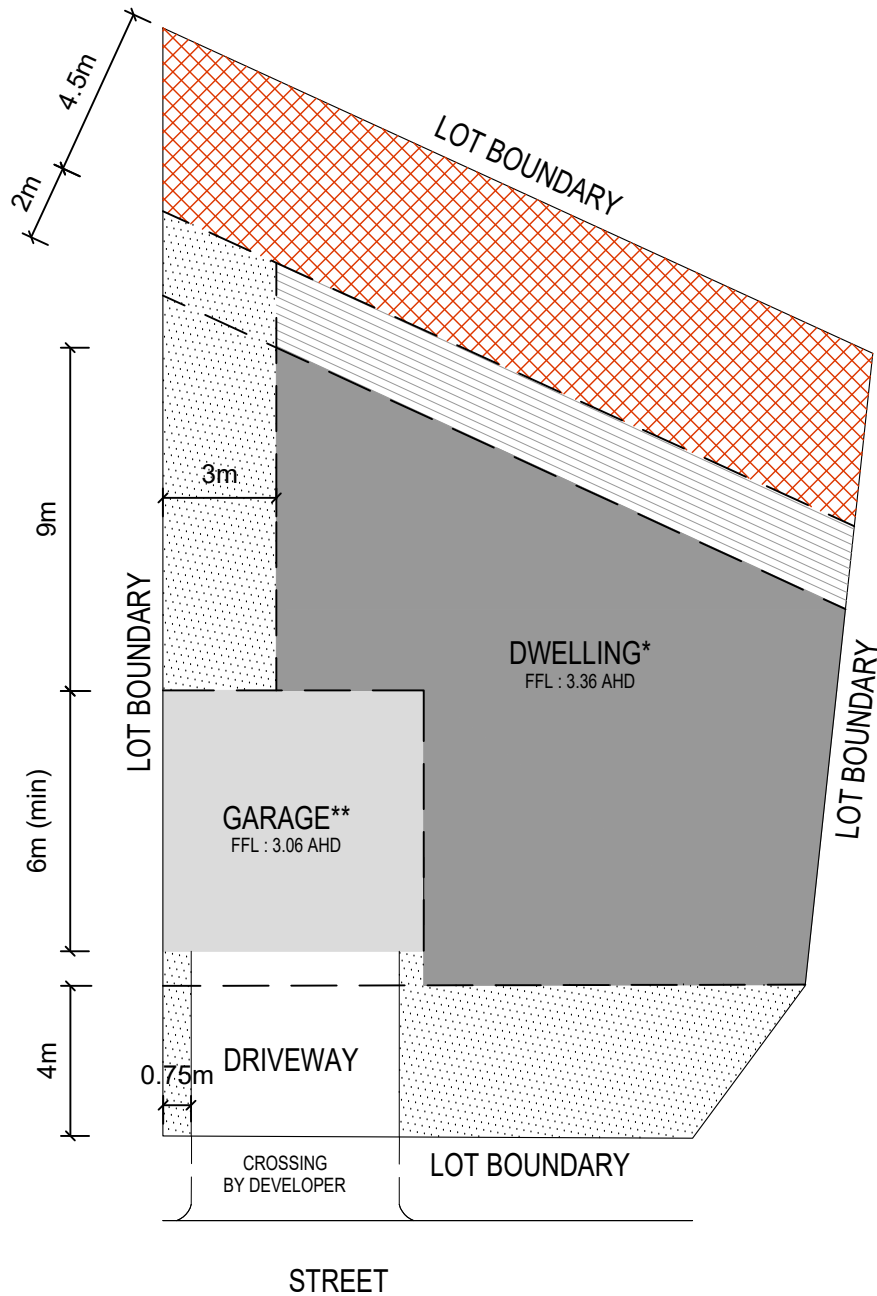 4.5m
LOT BOUNDARY
2m
3m
9m
LOT BOUNDARY
DWELLING*
FFL : 3.36 AHD
LOT BOUNDARY
6m (min)
GARAGE**
FFL : 3.06 AHD
4m
0.75m
DRIVEWAY
CROSSING
BY DEVELOPER
LOT BOUNDARY
STREET